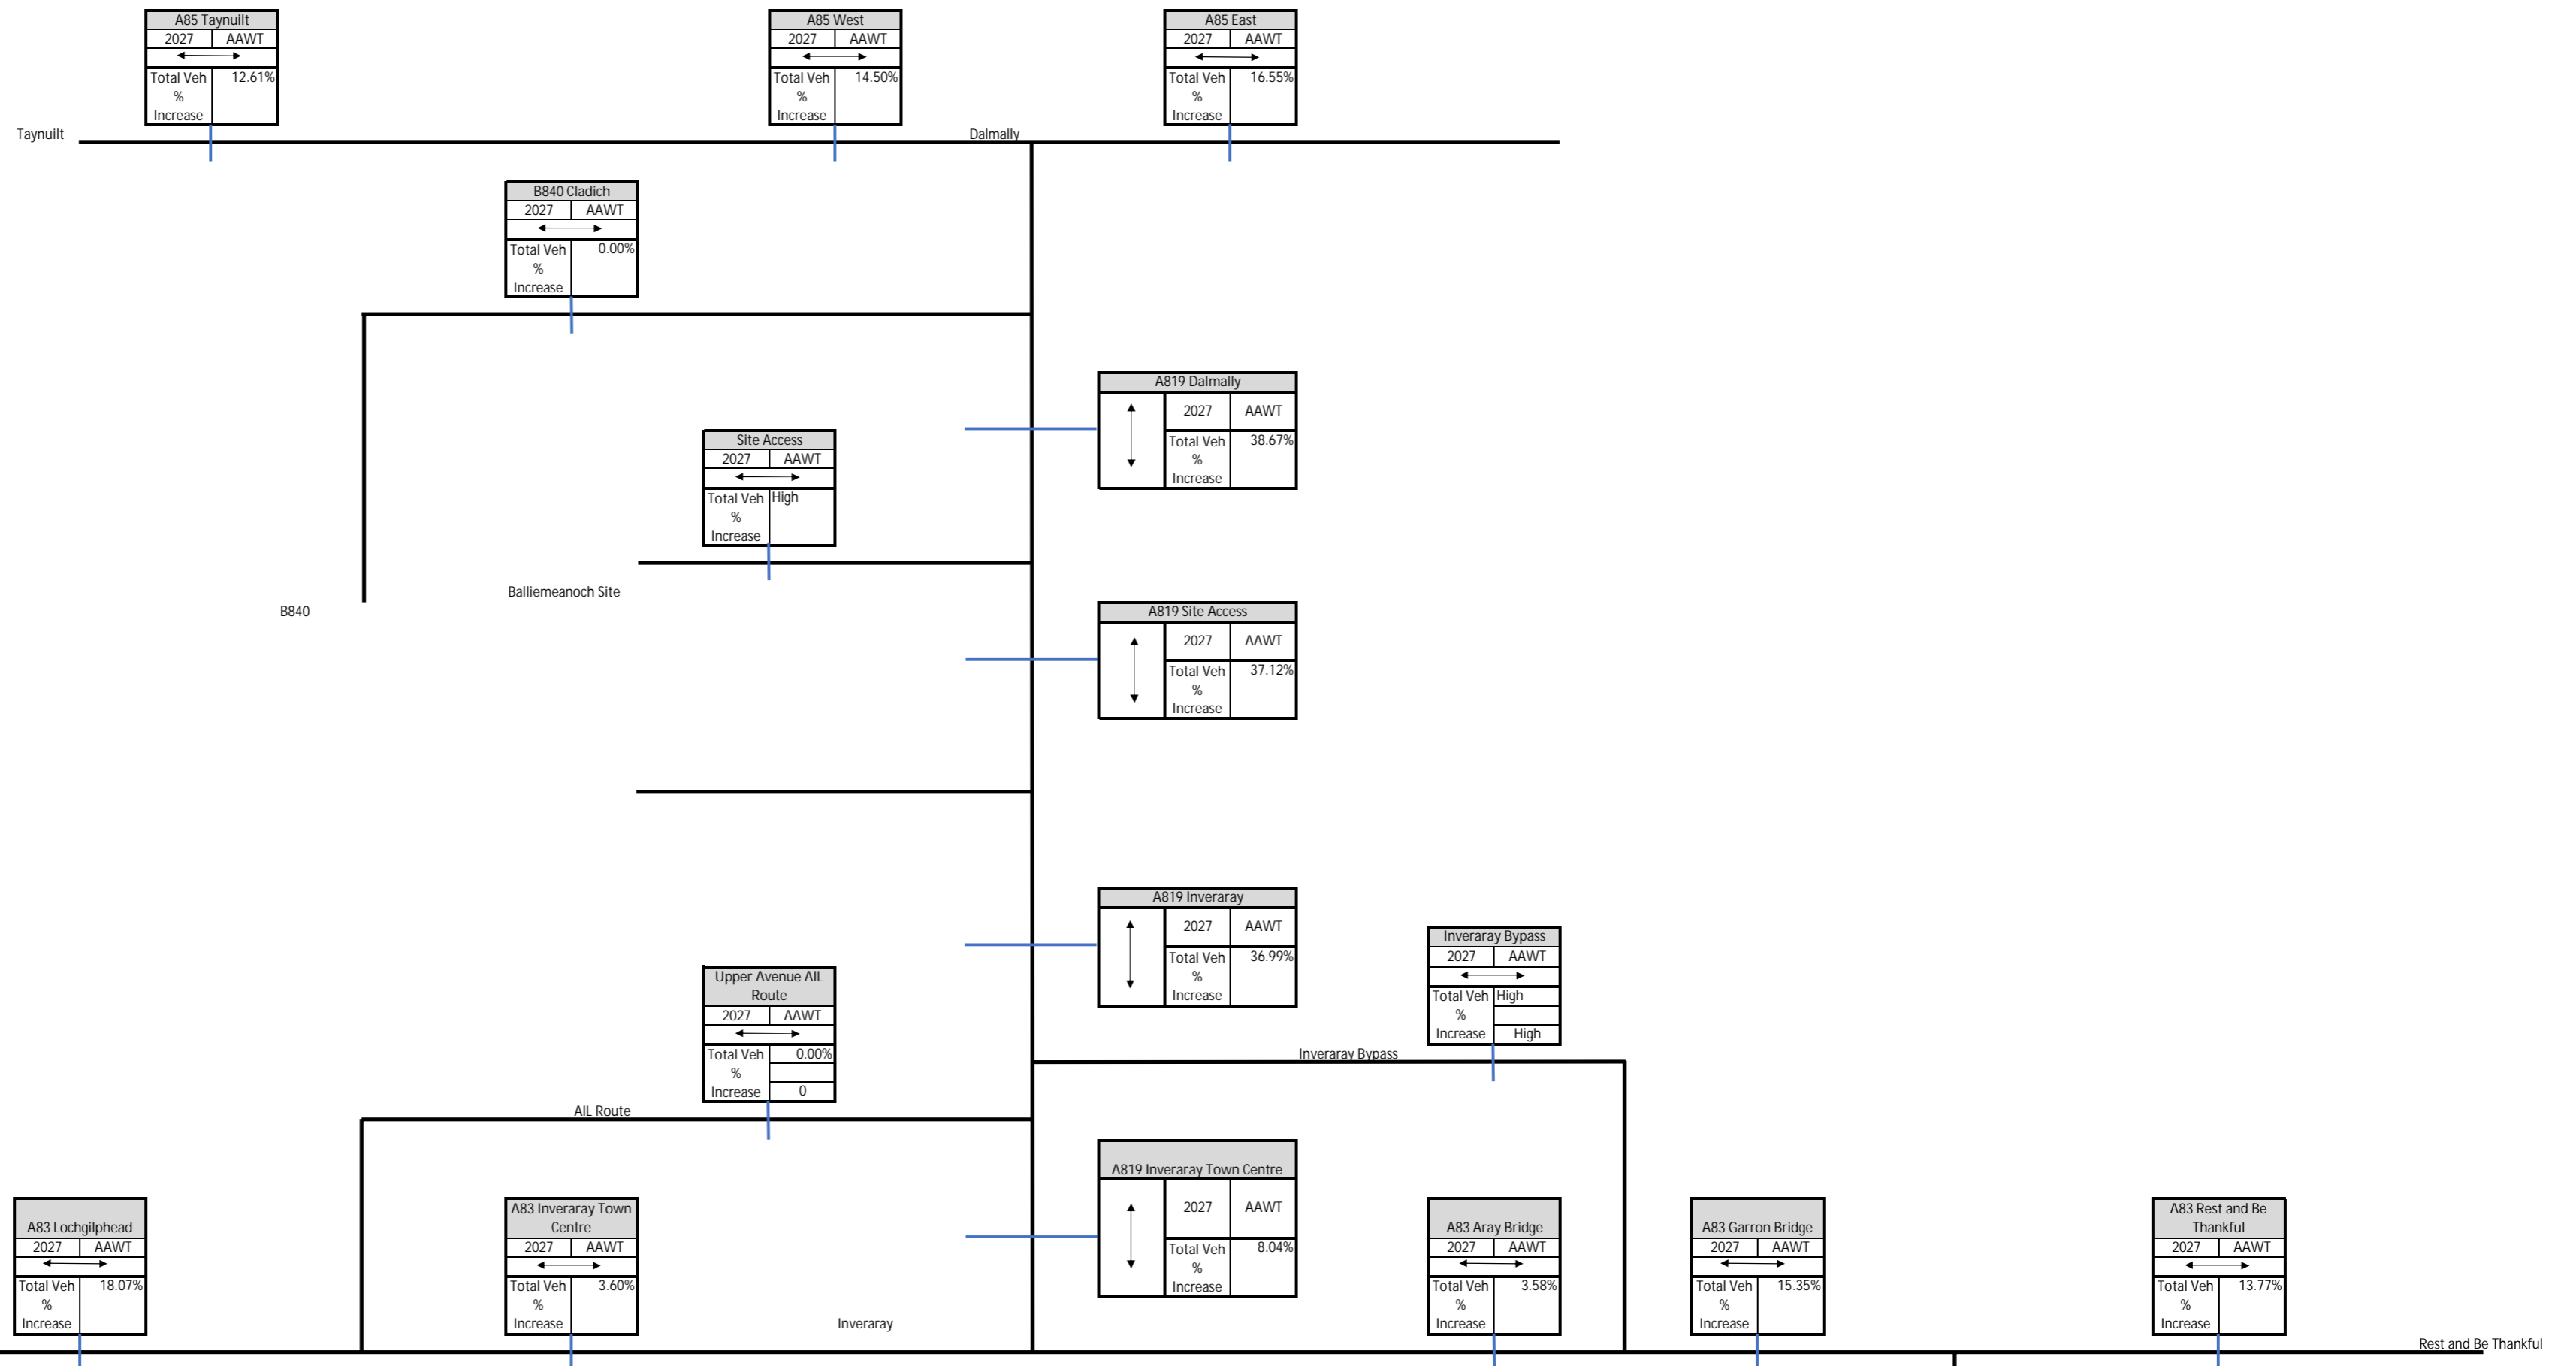 A85 Taynuilt
2027 AAWT
Total Veh 12.61%
%
Increase
A85 West
2027 AAWT
Total Veh 14.50%
%
Increase
A85 East
2027 AAWT
Total Veh 16.55%
%
Increase
Taynuilt
Dalmally
B840 Cladich
2027 AAWT
Total Veh 0.00%
%
Increase
A819 Dalmally
2027 AAWT
Total Veh 38.67%
%
Increase
Site Access
2027 AAWT
Total Veh High
%
Increase
Balliemeanoch Site
B840
A819 Site Access
2027 AAWT
Total Veh 37.12%
%
Increase
A819 Inveraray
2027 AAWT
Total Veh 36.99%
%
Increase
Inveraray Bypass
2027 AAWT
Total Veh High
%
Increase High
Upper Avenue AIL
Route
2027 AAWT
Total Veh 0.00%
%
Increase 0
Inveraray Bypass
AIL Route
A819 Inveraray Town Centre
2027 AAWT
Total Veh 8.04%
%
Increase
A83 Lochgilphead
2027 AAWT
Total Veh 18.07%
%
Increase
A83 Inveraray Town
Centre
2027 AAWT
Total Veh 3.60%
%
Increase
Inveraray
A83 Aray Bridge
2027 AAWT
Total Veh 3.58%
%
Increase
A83 Garron Bridge
2027 AAWT
Total Veh 15.35%
%
Increase
A83 Rest and Be
Thankful
2027 AAWT
Total Veh 13.77%
%
Increase
Rest and Be Thankful